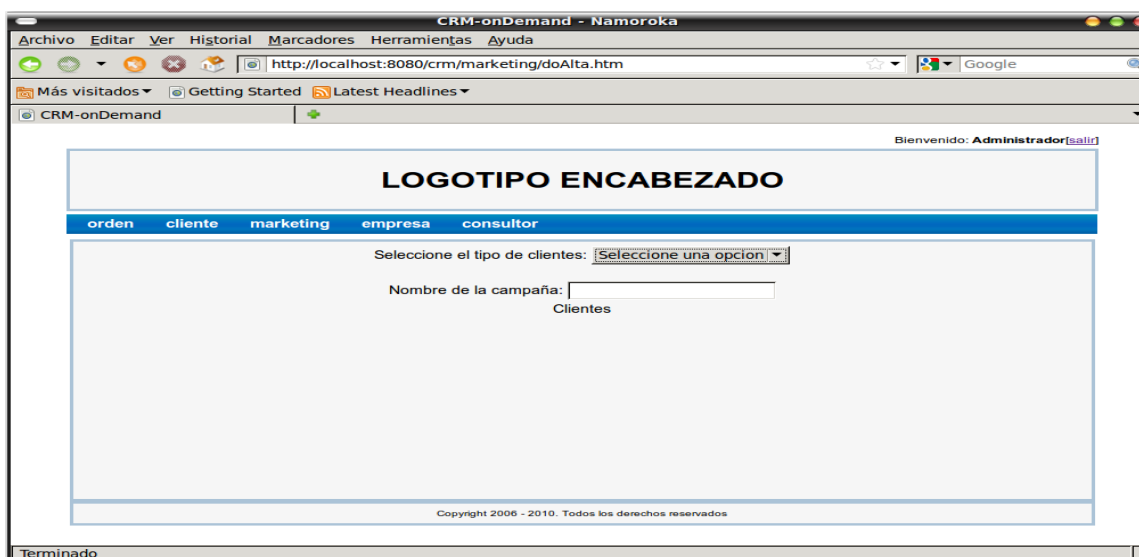 CRM-onDemand - Namoroka
Archivo Editar Ver Historial Marcadores Herramientas Ayuda
http://localhost:8080/crm/marketing/doAlta.htm Google
Más visitados Getting Started Latest Headlines
CRM-onDemand
Bienvenido: Administrador[salir]
LOGOTIPO ENCABEZADO
orden cliente marketing empresa consultor
Seleccione el tipo de clientes: Seleccione una opcion
Nombre de la campaña:
Clientes
Copyright 2006 - 2010. Todos los derechos reservados
Terminado